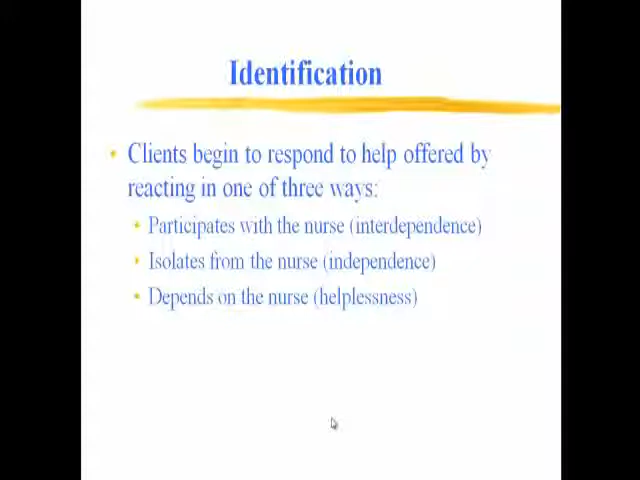 Identification
• Clients begin to respond to help offered by
reacting in one of three ways:
• Participates with the nurse (interdependence)
• Isolates from the nurse (independence)
• Depends on the nurse (helplessness)